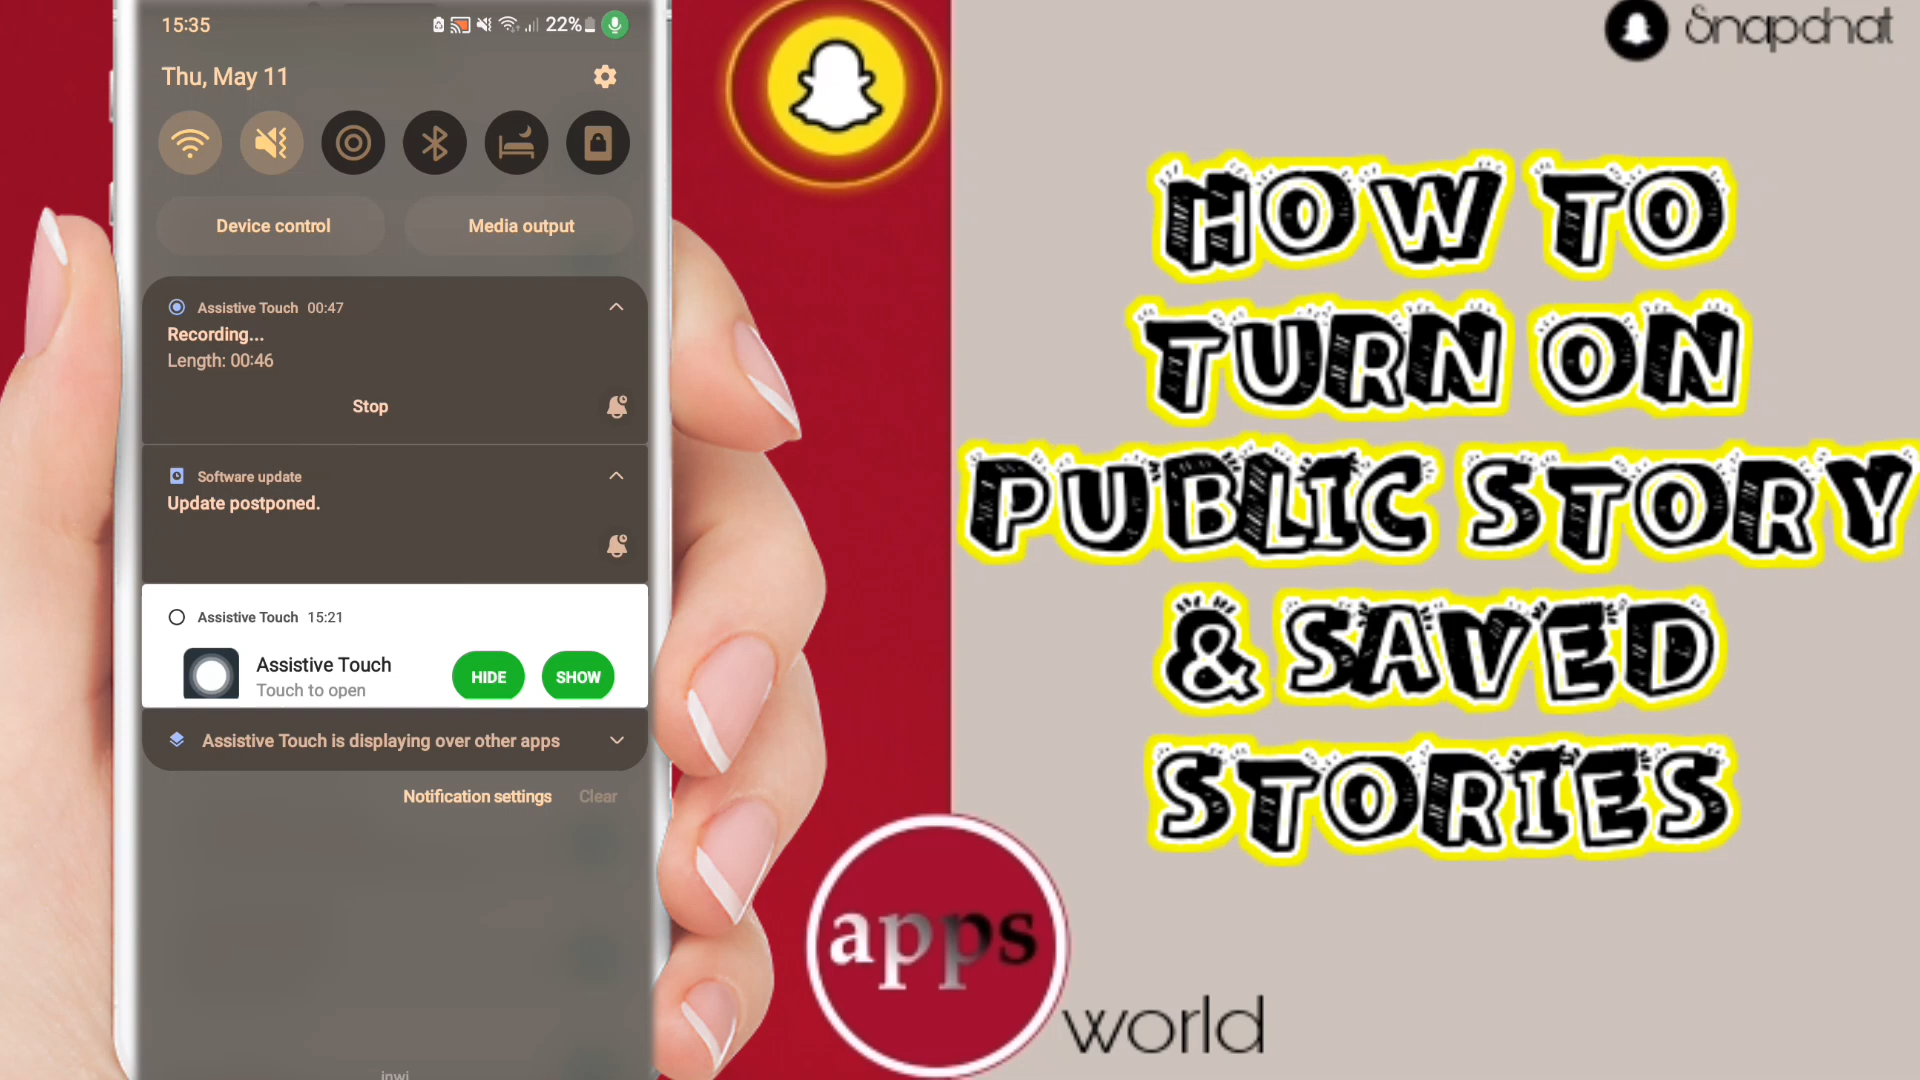 15:35
22%
Thu, May 11
Device control
Media output
Assistive Touch 00:47
Recording...
Length: 00:46
Stop
Software update
Update postponed.
Assistive Touch 15:21
Assistive Touch
Touch to open
HIDE
SHOW
Assistive Touch is displaying over other apps
Notification settings
Clear
inwi
Snapchat
HOW TO
TURN ON
PUBLIC STORY
& SAVED
STORIES
apps
world